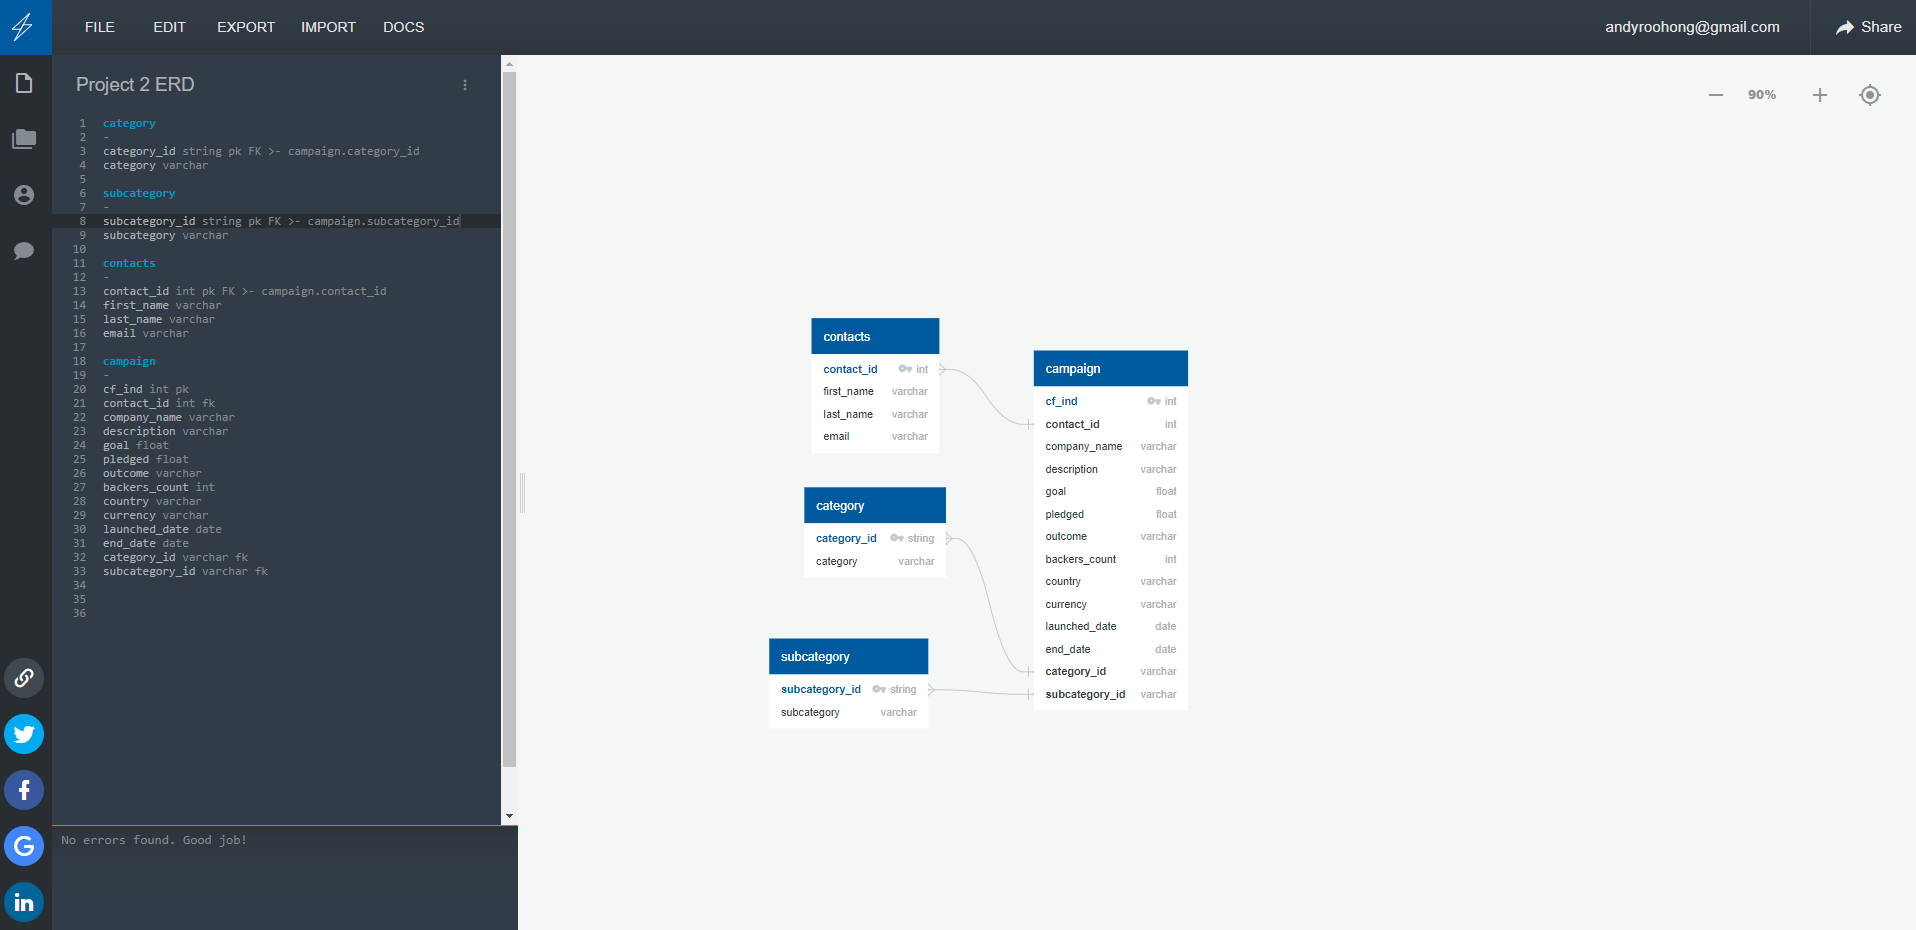 FILE EDIT EXPORT IMPORT DOCS andyroohong@gmail.com Share
Project 2 ERD
90%
1 category
2 -
3 category_id string pk FK >- campaign.category_id
4 category varchar
5
6 subcategory
7 -
8 subcategory_id string pk FK >- campaign.subcategory_id
9 subcategory varchar
10
11 contacts
12 -
13 contact_id int pk FK >- campaign.contact_id
14 first_name varchar
15 last_name varchar
16 email varchar
17
18 campaign
19 -
20 cf_ind int pk
21 contact_id int fk
22 company_name varchar
23 description varchar
24 goal float
25 pledged float
26 outcome varchar
27 backers_count int
28 country varchar
29 currency varchar
30 launched_date date
31 end_date date
32 category_id varchar fk
33 subcategory_id varchar fk
34
35
36
No errors found. Good job!
contacts
contact_id int
first_name varchar
last_name varchar
email varchar
category
category_id string
category varchar
subcategory
subcategory_id string
subcategory varchar
campaign
cf_ind int
contact_id int
company_name varchar
description varchar
goal float
pledged float
outcome varchar
backers_count int
country varchar
currency varchar
launched_date date
end_date date
category_id varchar
subcategory_id varchar